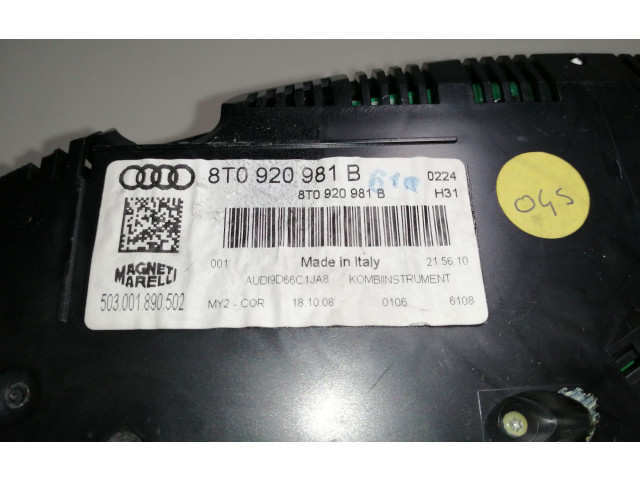 8T0 920 981 B
0224
8T0 920 981 B
H31
001
Made in Italy
21 56 10
AUDI9D66C1JA8 KOMBIINSTRUMENT
MAGNETI
MARELLI
503.001.890.502
MY2 - COR 18.10.08 0106 6108